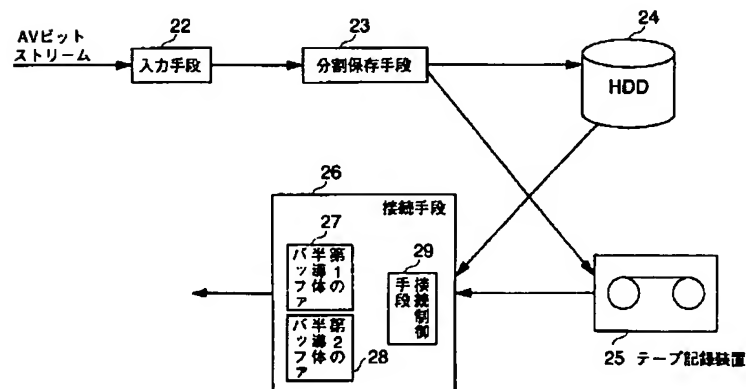 AVビット
ストリーム
22
入力手段
23
分割保存手段
24
HDD
26
接続手段
27
第1の
半導体
バッファ
第2の
半導体
バッファ
28
29
接続制御
手段
25 テープ記録装置